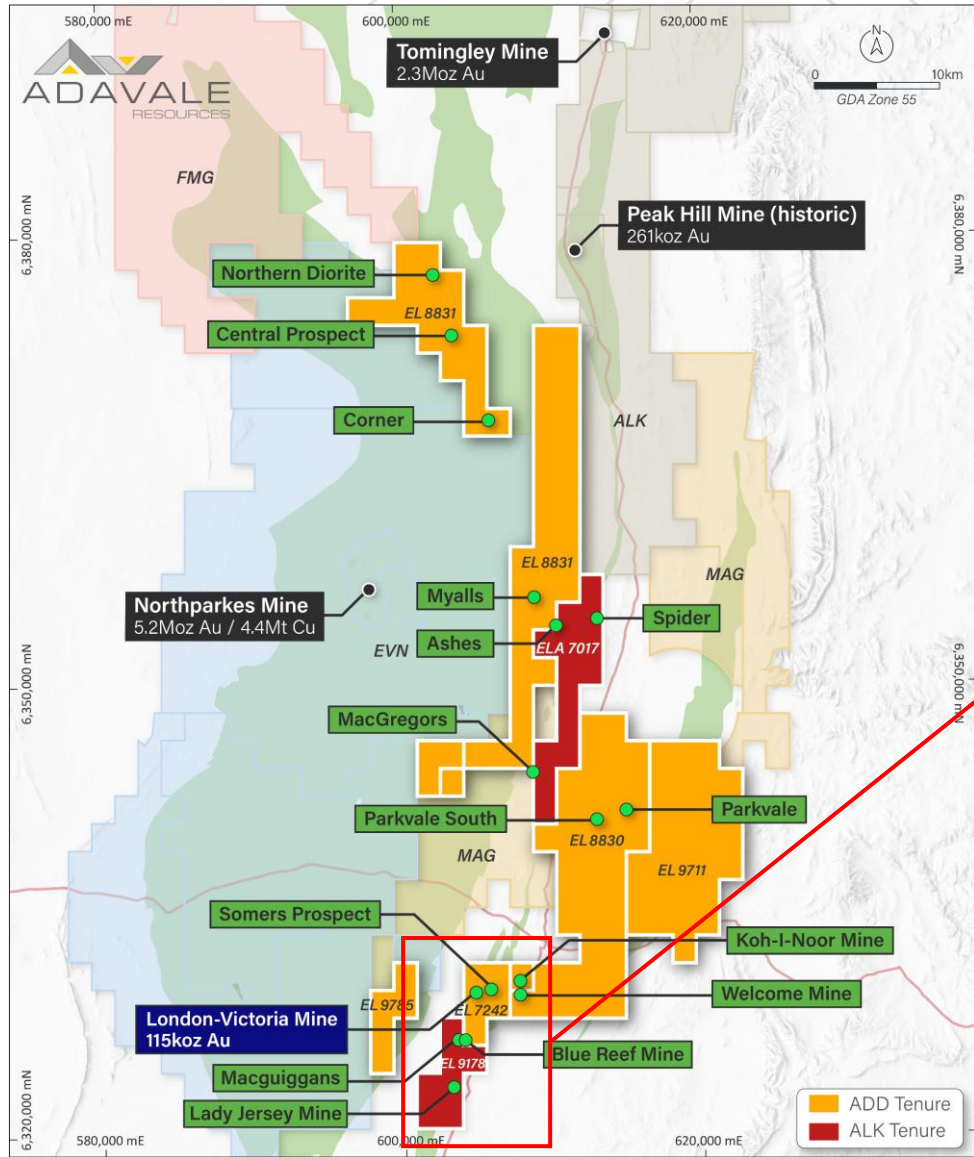 580,000 mE
600,000 mE
620,000 mE
ADAVALE
RESOURCES
Tomingley Mine
2.3Moz Au
N
0
10km
GDA Zone 55
FMG
6,380,000 mN
6,380,000 mN
Peak Hill Mine (historic)
261koz Au
Northern Diorite
EL 8831
Central Prospect
Corner
ALK
EL 8831
MAG
Northparkes Mine
5.2Moz Au / 4.4Mt Cu
Myalls
Spider
EVN
Ashes
ELA 7017
6,350,000 mN
6,350,000 mN
MacGregors
Parkvale South
Parkvale
EL 8830
MAG
EL 9711
Somers Prospect
Koh-I-Noor Mine
EL 9785
EL 7242
Welcome Mine
London-Victoria Mine
115koz Au
Blue Reef Mine
Macguiggans
EL 9178
Lady Jersey Mine
ADD Tenure
ALK Tenure
6,320,000 mN
6,320,000 mN
580,000 mE
600,000 mE
620,000 mE